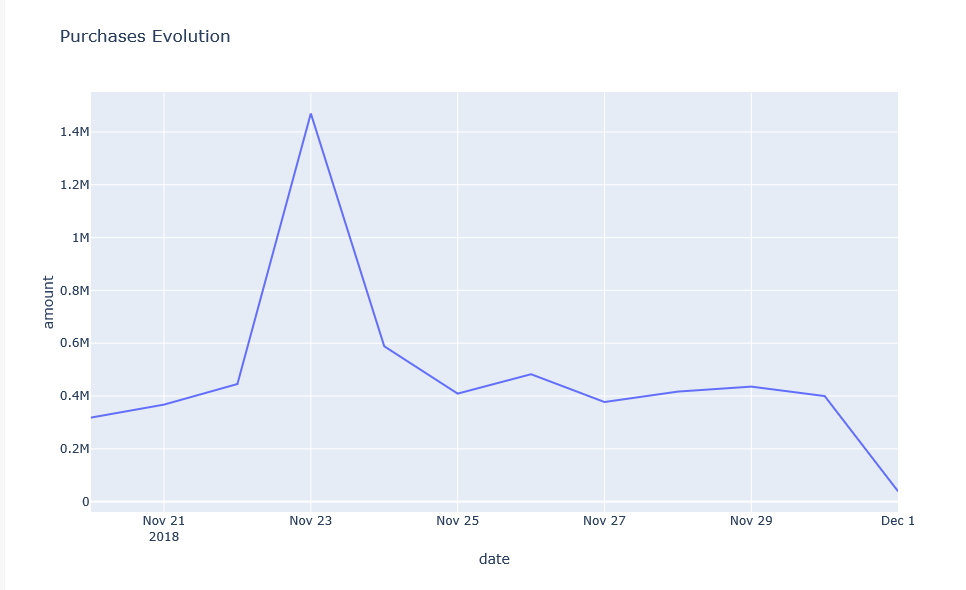 Purchases Evolution
1.4M
1.2M
1M
0.8M
0.6M
0.4M
0.2M
0
amount
Nov 21
2018
Nov 23
Nov 25
Nov 27
Nov 29
Dec 1
date